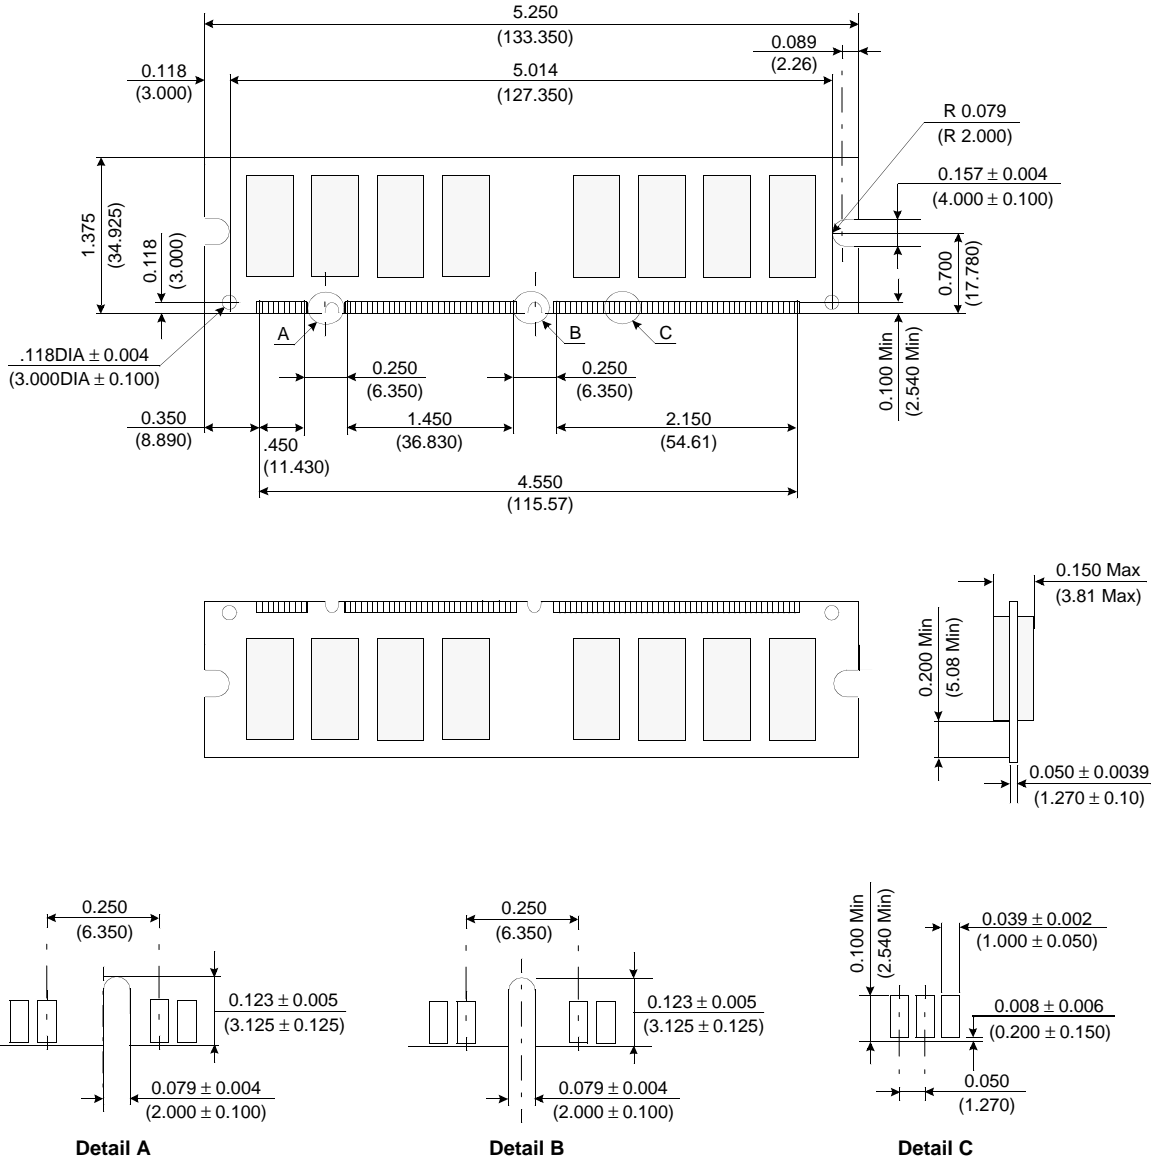 5.250
(133.350)
0.089
(2.26)
0.118
(3.000)
5.014
(127.350)
R 0.079
(R 2.000)
0.157 ± 0.004
(4.000 ± 0.100)
1.375
(34.925)
0.118
(3.000)
0.700
(17.780)
A
B
C
.118DIA ± 0.004
(3.000DIA ± 0.100)
0.250
(6.350)
0.250
(6.350)
0.100 Min
(2.540 Min)
0.350
(8.890)
.450
(11.430)
1.450
(36.830)
2.150
(54.61)
4.550
(115.57)
0.150 Max
(3.81 Max)
0.200 Min
(5.08 Min)
0.050 ± 0.0039
(1.270 ± 0.10)
0.250
(6.350)
0.123 ± 0.005
(3.125 ± 0.125)
0.079 ± 0.004
(2.000 ± 0.100)
Detail A
0.250
(6.350)
0.123 ± 0.005
(3.125 ± 0.125)
0.079 ± 0.004
(2.000 ± 0.100)
Detail B
0.100 Min
(2.540 Min)
0.039 ± 0.002
(1.000 ± 0.050)
0.008 ± 0.006
(0.200 ± 0.150)
0.050
(1.270)
Detail C